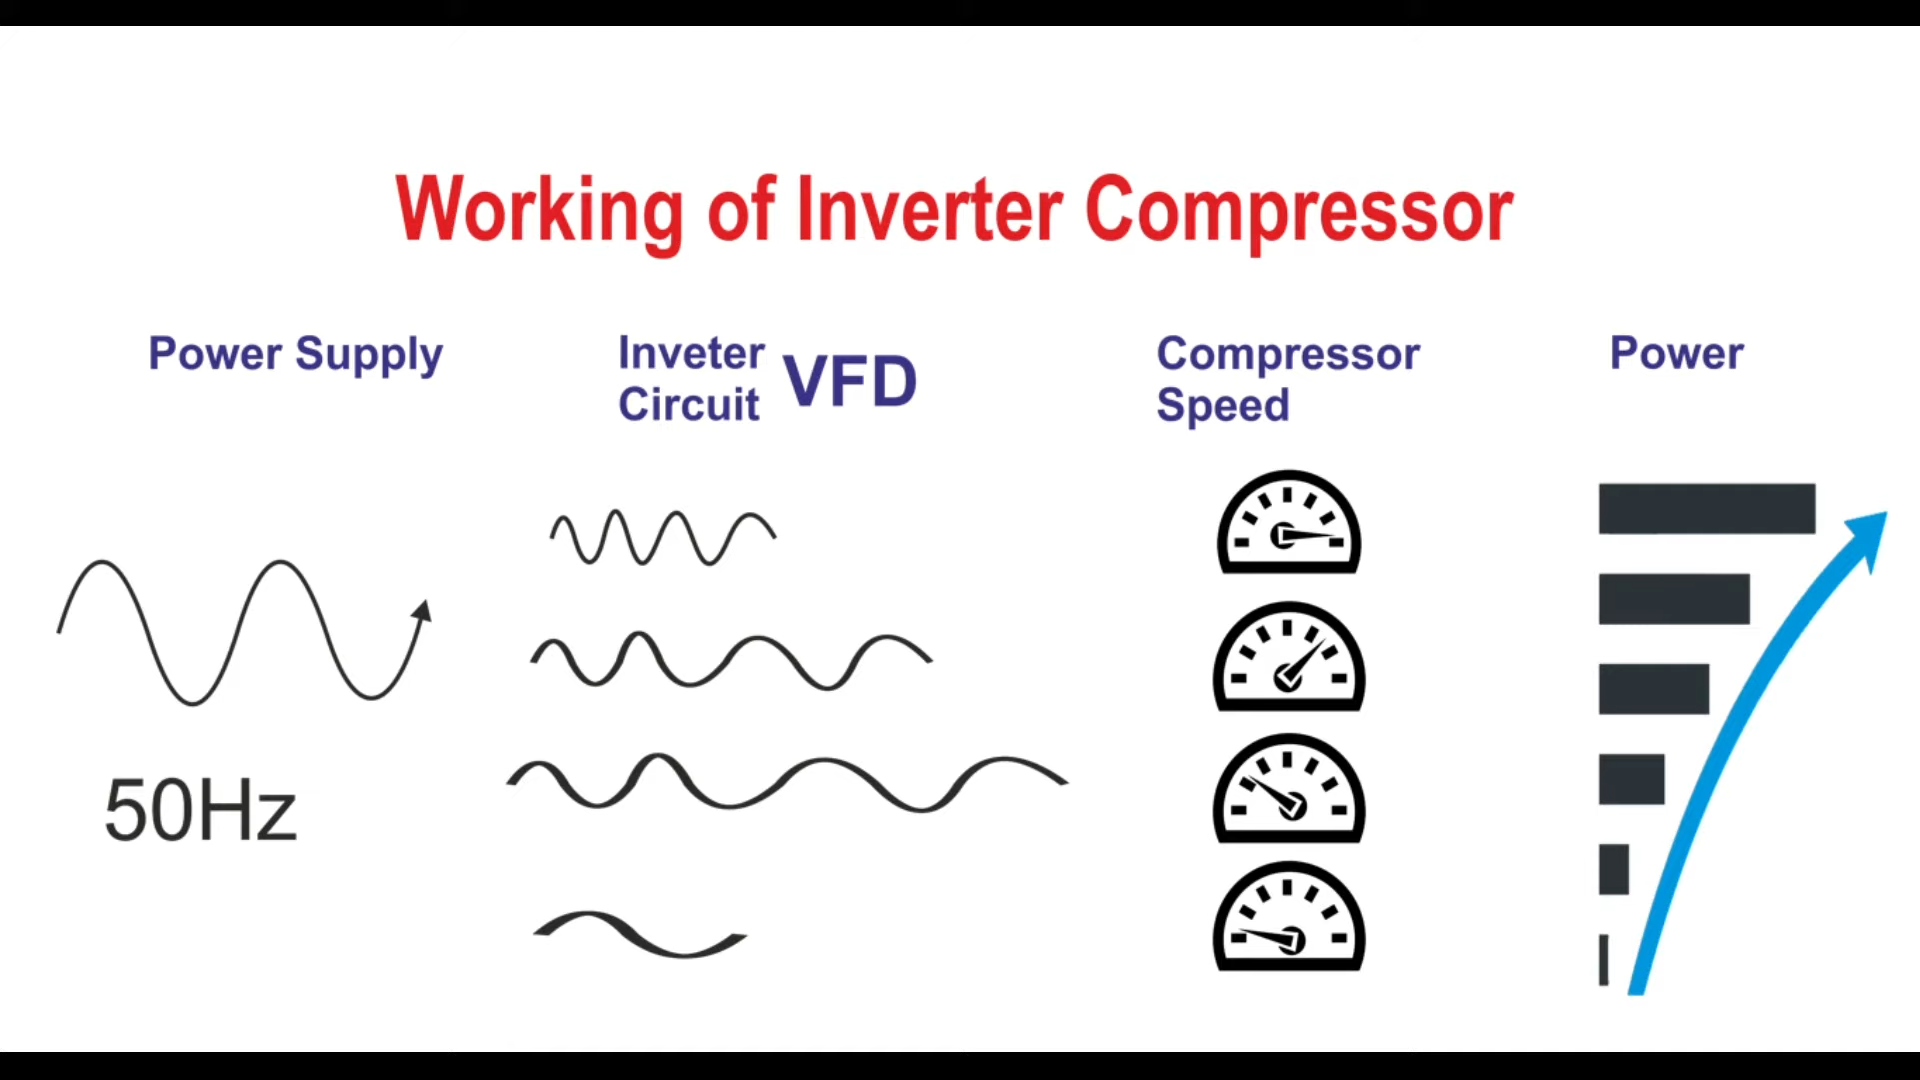 Working of Inverter Compressor
Power Supply
Inveter
Circuit
VFD
Compressor
Speed
Power
50Hz